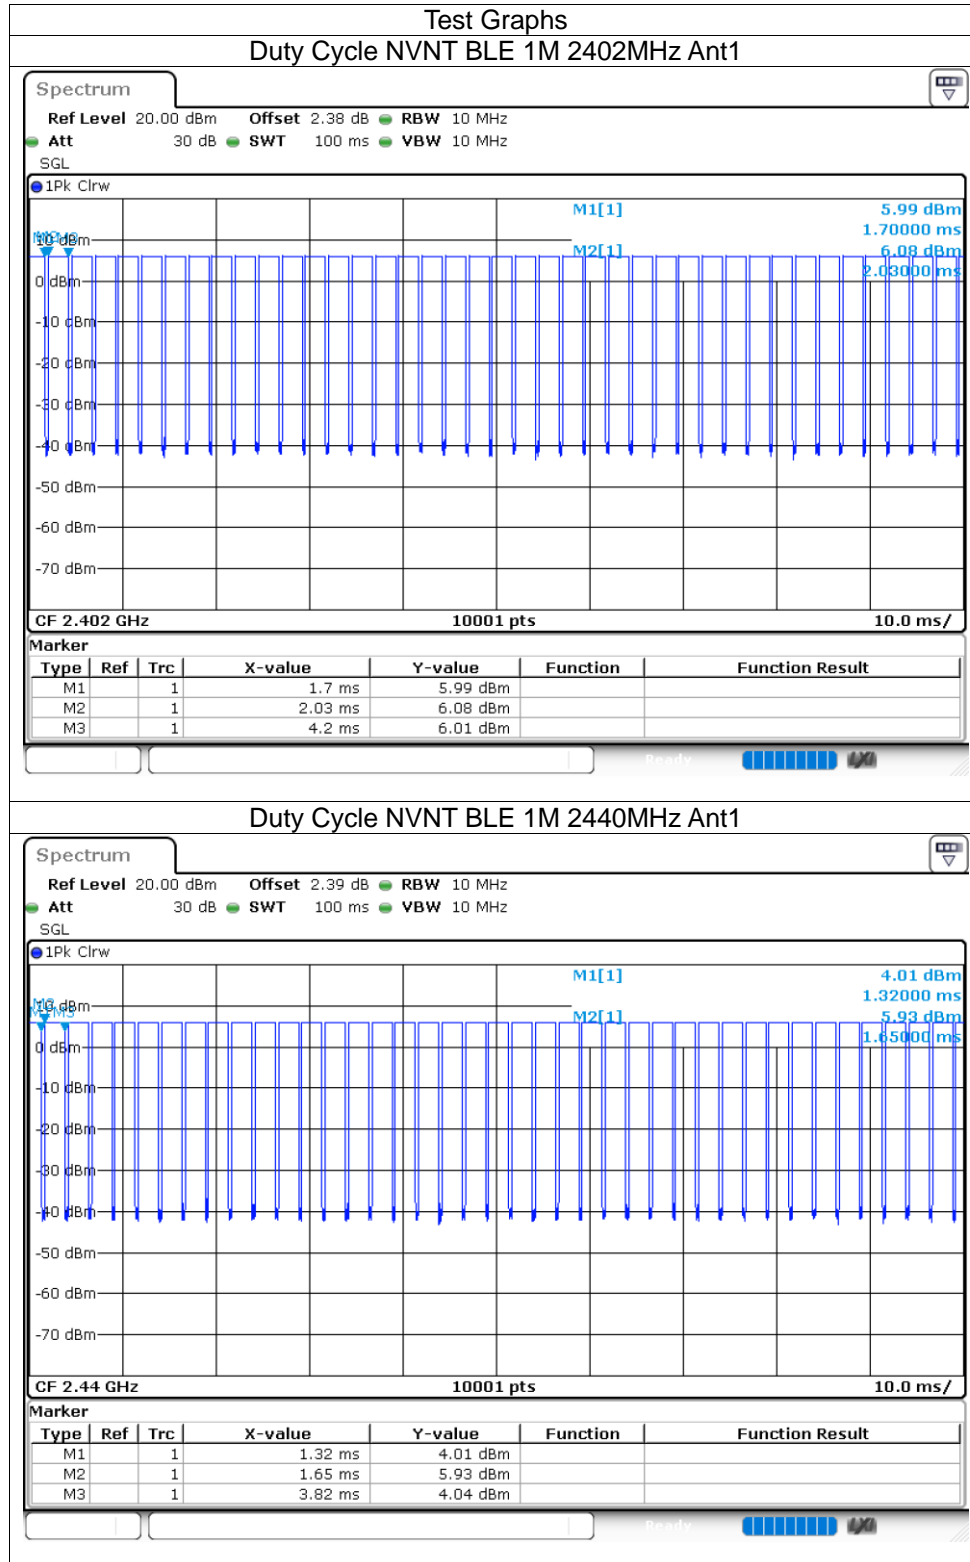 Test Graphs
Duty Cycle NVNT BLE 1M 2402MHz Ant1
Spectrum
Ref Level 20.00 dBm Offset 2.38 dB RBW 10 MHz
Att 30 dB SWT 100 ms VBW 10 MHz
SGL
1Pk Clrw
M1[1] 5.99 dBm
1.70000 ms
10 dBm
M2[1] 6.08 dBm
2.03000 ms
0 dBm
-10 dBm
-20 dBm
-30 dBm
-40 dBm
-50 dBm
-60 dBm
-70 dBm
CF 2.402 GHz 10001 pts 10.0 ms/
Marker
Type Ref Trc X-value Y-value Function Function Result
M1 1 1.7 ms 5.99 dBm
M2 1 2.03 ms 6.08 dBm
M3 1 4.2 ms 6.01 dBm
Ready
Duty Cycle NVNT BLE 1M 2440MHz Ant1
Spectrum
Ref Level 20.00 dBm Offset 2.39 dB RBW 10 MHz
Att 30 dB SWT 100 ms VBW 10 MHz
SGL
1Pk Clrw
M1[1] 4.01 dBm
1.32000 ms
10 dBm
M3
M2[1] 5.93 dBm
1.65000 ms
0 dBm
-10 dBm
-20 dBm
-30 dBm
-40 dBm
-50 dBm
-60 dBm
-70 dBm
CF 2.44 GHz 10001 pts 10.0 ms/
Marker
Type Ref Trc X-value Y-value Function Function Result
M1 1 1.32 ms 4.01 dBm
M2 1 1.65 ms 5.93 dBm
M3 1 3.82 ms 4.04 dBm
Ready